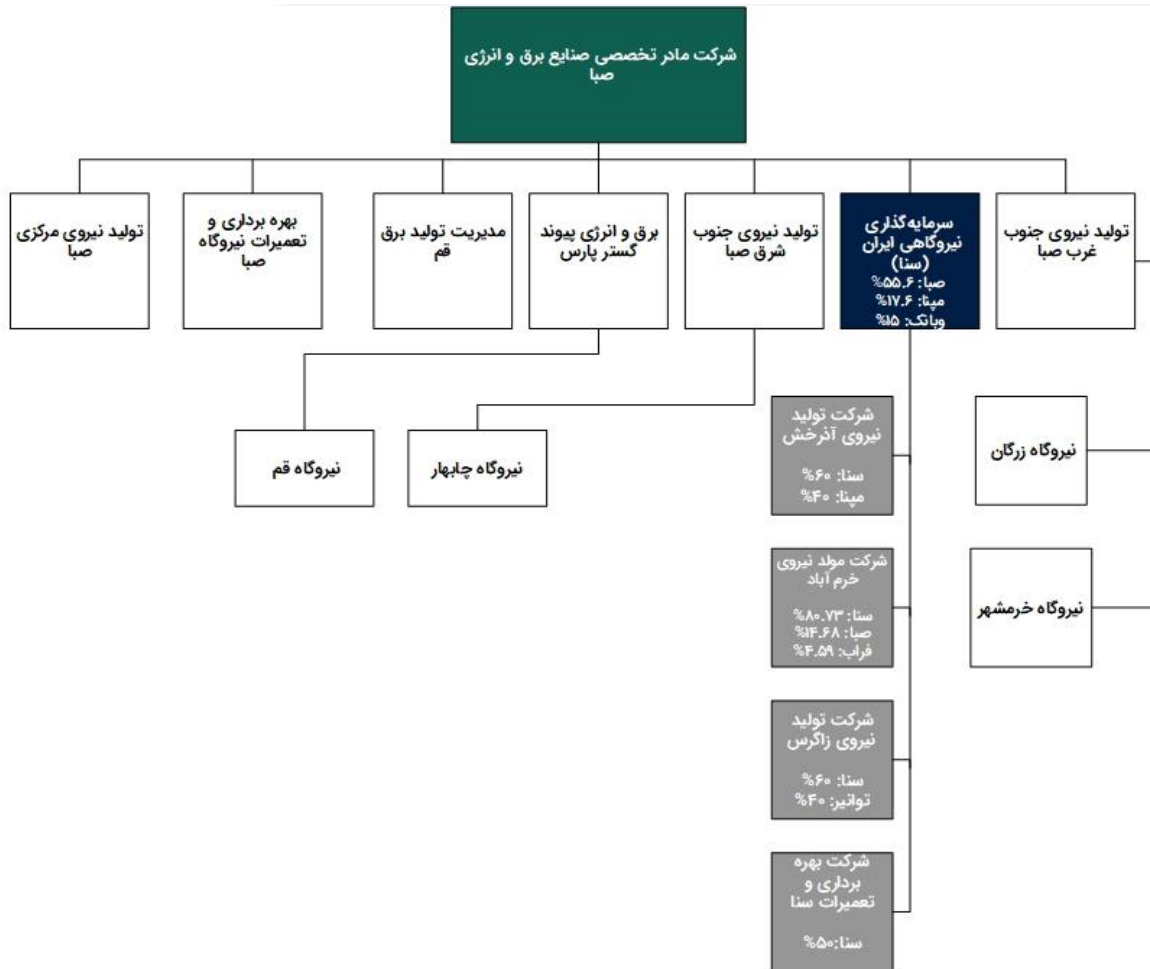 شرکت مادر تخصصی صنایع برق و انرژی
صبا
تولید نیروی جنوب
غرب صبا
سرمایه‌گذاری
نیروگاهی ایران
(سنا)
صبا: ۵۵.۶%
مپنا: ۱۷.۶%
وبانک: ۱۵%
تولید نیروی جنوب
شرق صبا
برق و انرژی پیوند
گستر پارس
مدیریت تولید برق
قم
بهره برداری و
تعمیرات نیروگاه
صبا
تولید نیروی مرکزی
صبا
نیروگاه زرگان
نیروگاه خرمشهر
شرکت تولید
نیروی آذرخش
سنا: ۶۰%
مپنا: ۴۰%
شرکت مولد نیروی
خرم آباد
سنا: ۸۰.۷۳%
صبا: ۱۴.۶۸%
فراب: ۴.۵۹%
شرکت تولید
نیروی زاگرس
سنا: ۶۰%
توانیر: ۴۰%
شرکت بهره
برداری و
تعمیرات سنا
سنا:۵۰%
نیروگاه چابهار
نیروگاه قم